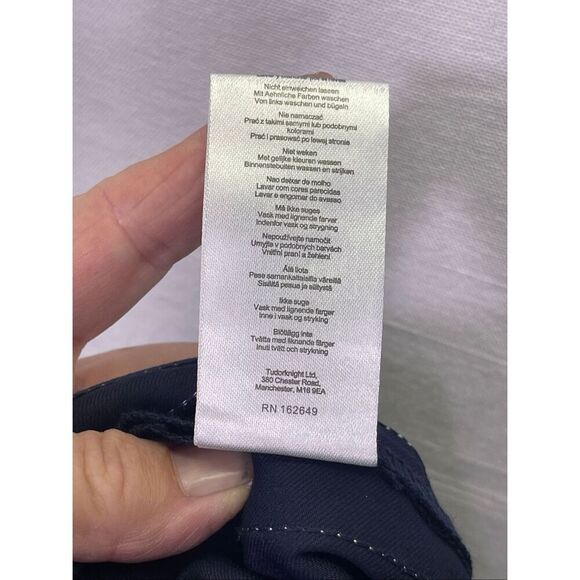 Nicht einweichen lassen
Mit Aehnliche Farben waschen
Von links waschen und bügeln
Nie namaczać
Prać z takimi samymi lub podobnymi
kolorami
Prać i prasować po lewej stronie
Niet weken
Met gelijke kleuren wassen
Binnenstebuiten wassen en strijken
Nao deixar de molho
Lavar com cores parecidas
Lavar e engomar do avasso
Må ikke suges
Vask med lignende farver
Indenfor vask og strygning
Nepoužívejte namočit
Umyjte v podobných barvách
Vnitřní praní a žehlení
Älä liota
Pese samankaltaisilla väreillä
Sisältä pesua ja silitystä
Ikke suge
Vask med lignende farger
Inne i vask og stryking
Blötlägg inte
Tvätta med liknande färger
Inuti tvätt och strykning
Tudorknight Ltd,
380 Chester Road,
Manchester, M16 9EA
RN 162649